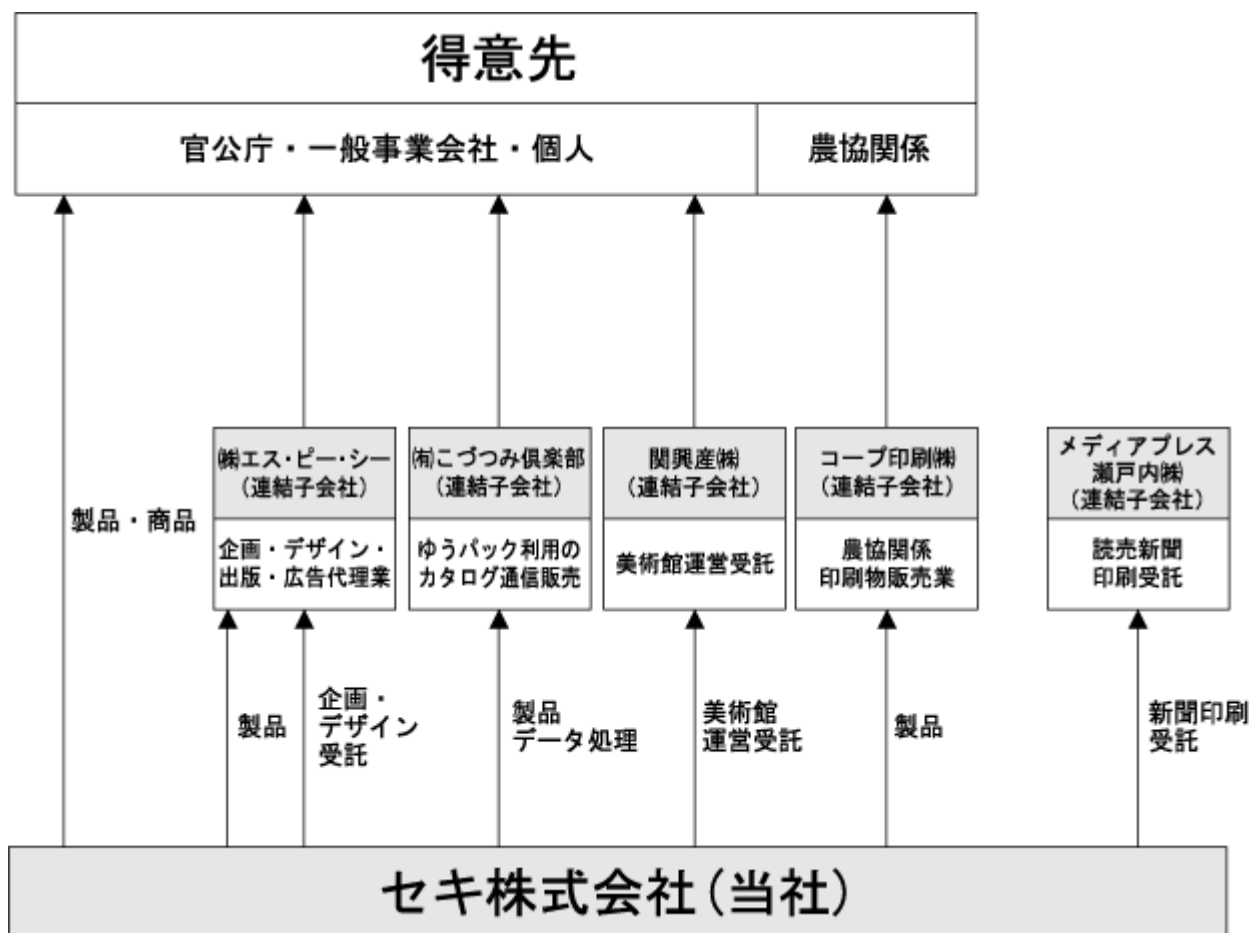 得意先
官公庁・一般事業会社・個人
農協関係
製品・商品
㈱エス・ピー・シー
(連結子会社)
企画・デザイン・
出版・広告代理業
㈲こづつみ倶楽部
(連結子会社)
ゆうパック利用の
カタログ通信販売
関興産㈱
(連結子会社)
美術館運営受託
コープ印刷㈱
(連結子会社)
農協関係
印刷物販売業
メディアプレス
瀬戸内㈱
(連結子会社)
読売新聞
印刷受託
製品
企画・
デザイン
受託
製品
データ処理
美術館
運営受託
製品
新聞印刷
受託
セキ株式会社(当社)